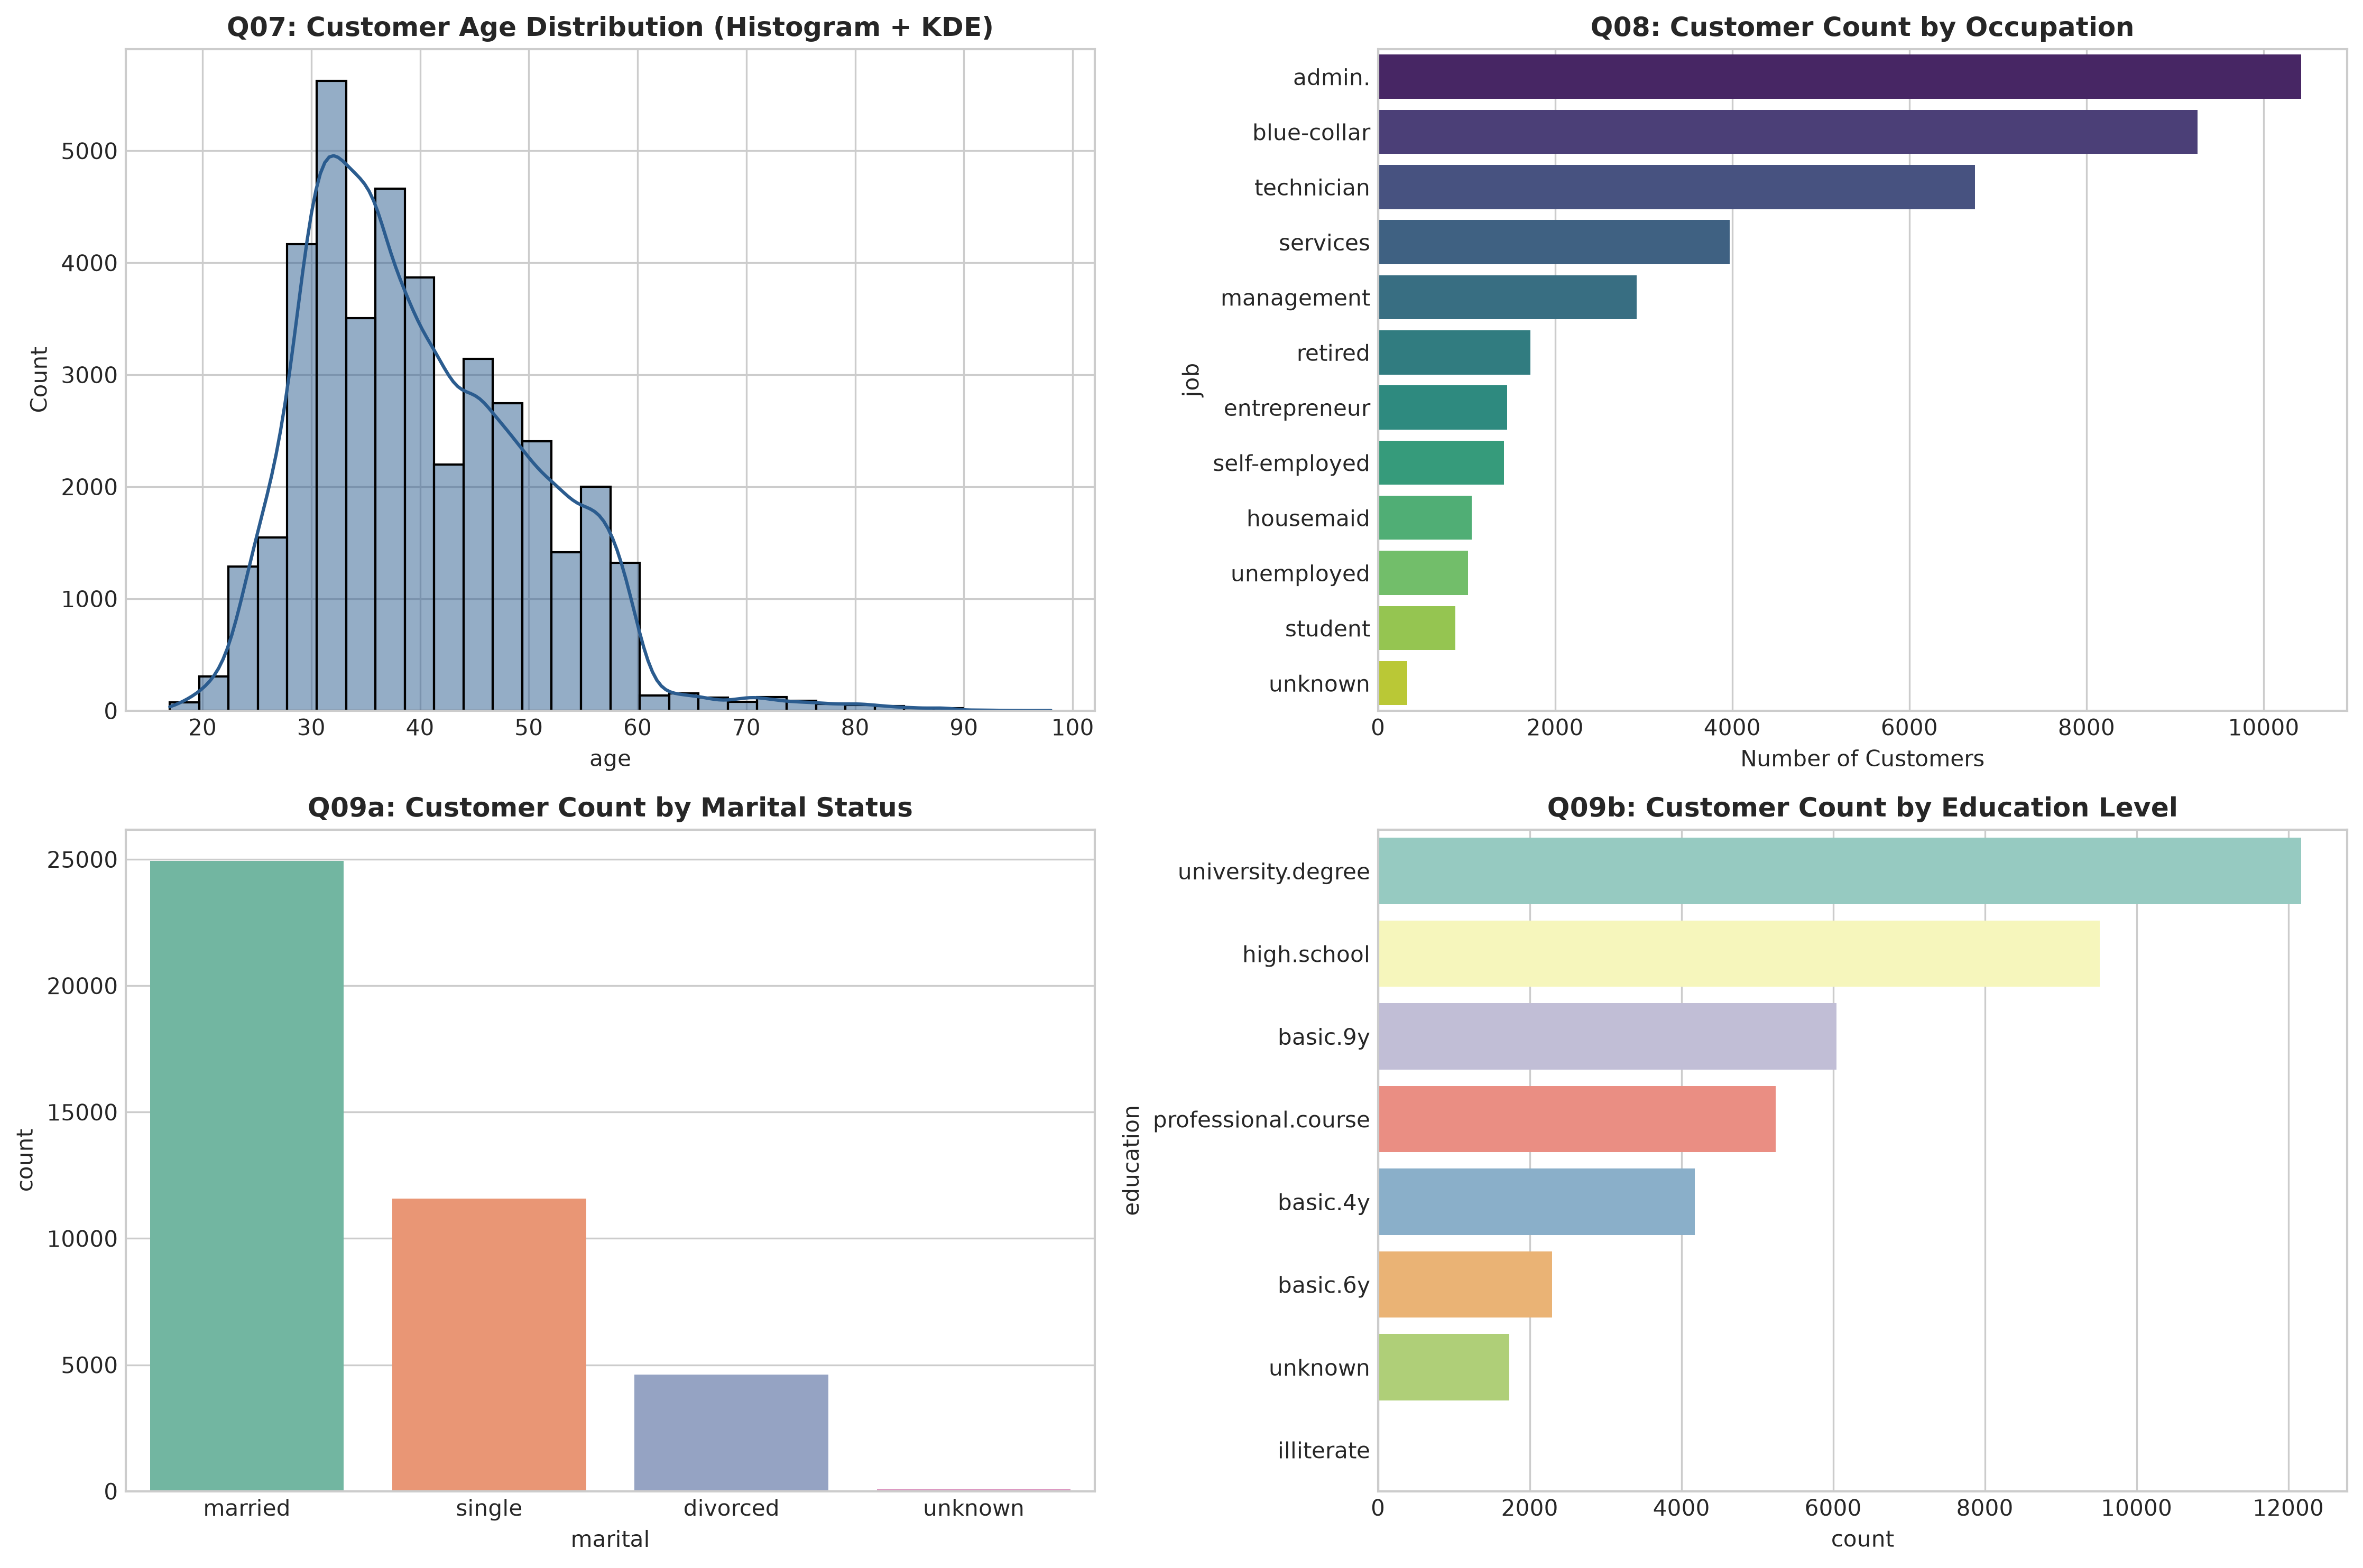 Q07: Customer Age Distribution (Histogram + KDE)
Count
5000
4000
3000
2000
1000
0
20 30 40 50 60 70 80 90 100
age
Q08: Customer Count by Occupation
job
admin.
blue-collar
technician
services
management
retired
entrepreneur
self-employed
housemaid
unemployed
student
unknown
0 2000 4000 6000 8000 10000
Number of Customers
Q09a: Customer Count by Marital Status
count
25000
20000
15000
10000
5000
0
married single divorced unknown
marital
Q09b: Customer Count by Education Level
education
university.degree
high.school
basic.9y
professional.course
basic.4y
basic.6y
unknown
illiterate
0 2000 4000 6000 8000 10000 12000
count